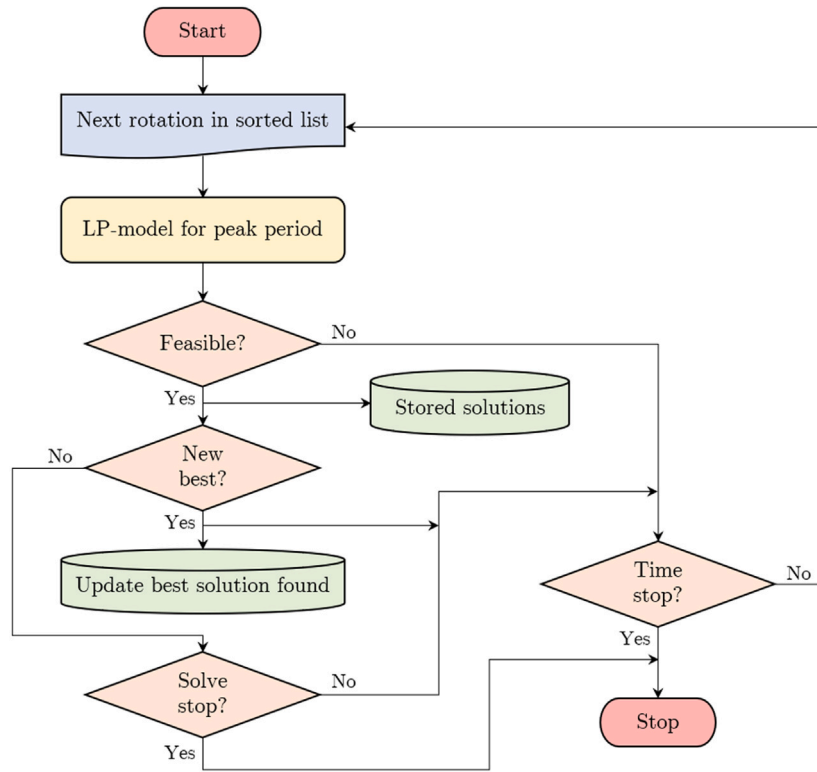 Start
Next rotation in sorted list
LP-model for peak period
Feasible?
No
Yes
Stored solutions
New
best?
No
Yes
Update best solution found
Time
stop?
No
Yes
Solve
stop?
No
Yes
Stop